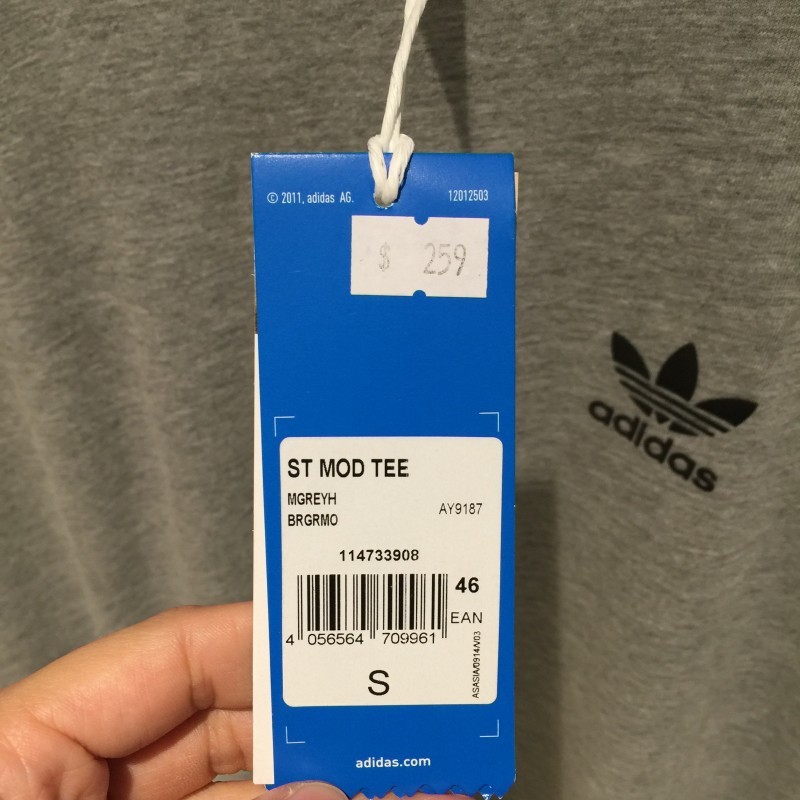 © 2011, adidas AG. 12012503
$ 259
adidas
ST MOD TEE
MGREYH
BRGRMO AY9187
114733908
46
EAN
4 056564 709961
S
ASASIA/0914/V03
adidas.com